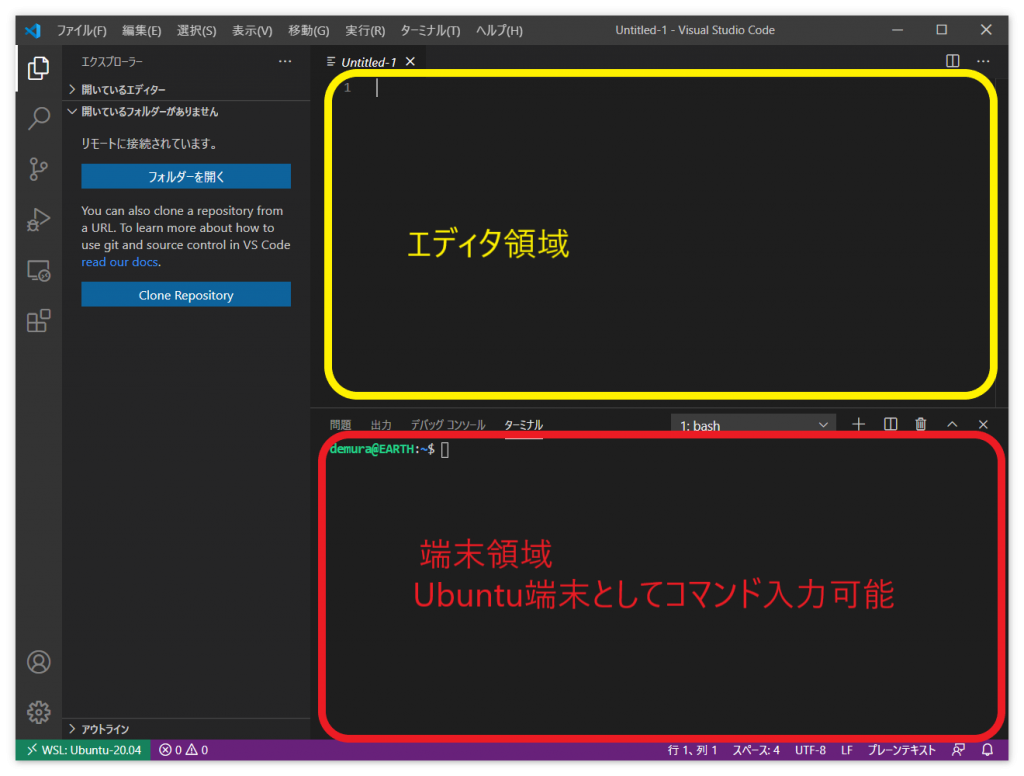 ファイル(F) 編集(E) 選択(S) 表示(V) 移動(G) 実行(R) ターミナル(T) ヘルプ(H) Untitled-1 - Visual Studio Code
エクスプローラー
開いているエディター
開いているフォルダーがありません
リモートに接続されています。
フォルダーを開く
You can also clone a repository from
a URL. To learn more about how to
use git and source control in VS Code
read our docs.
Clone Repository
アウトライン
Untitled-1
1
エディタ領域
問題 出力 デバッグ コンソール ターミナル 1: bash
demura@EARTH:~$
端末領域
Ubuntu端末としてコマンド入力可能
WSL: Ubuntu-20.04 0 0 行 1、列 1 スペース: 4 UTF-8 LF プレーンテキスト